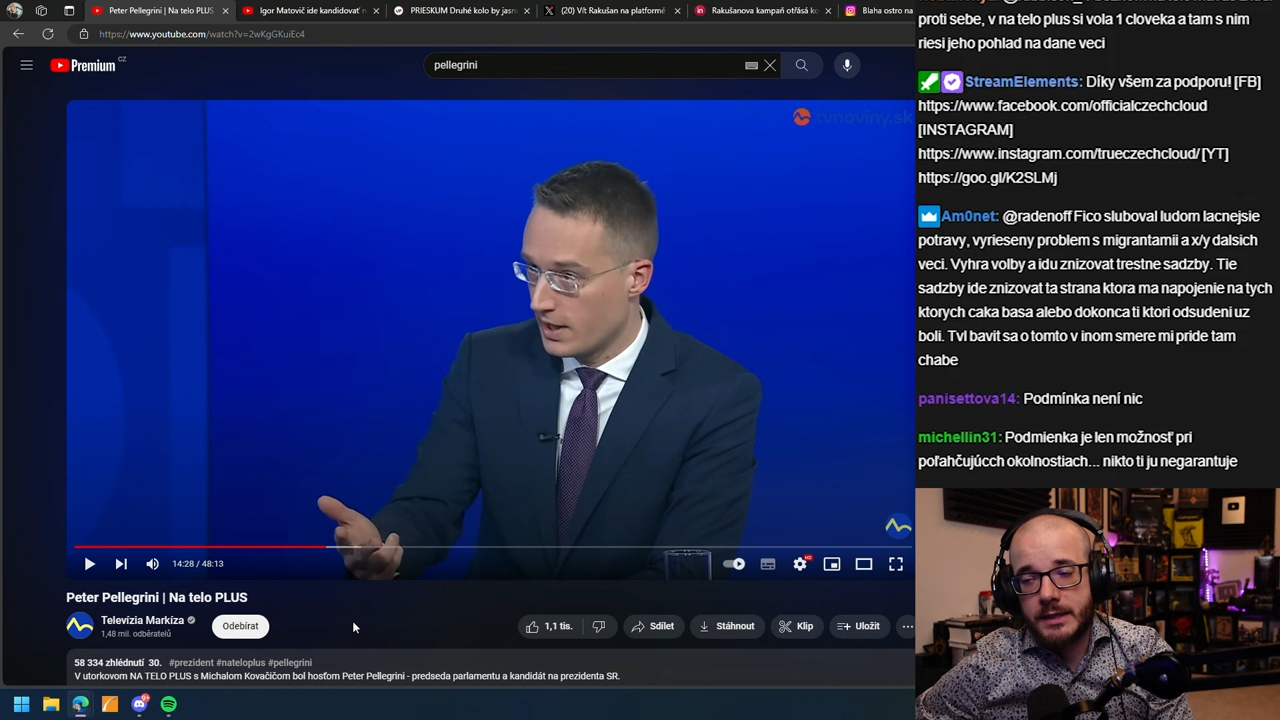 Peter Pellegrini | Na telo PLUS
Igor Matovič ide kandidovať n
PRIESKUM Druhé kolo by jasn
(20) Vít Rakušan na platformě
Rakušanova kampaň otřásá ko
Blaha ostro na
https://www.youtube.com/watch?v=2wKgGKuiEc4
Premium CZ
pellegrini
tvnoviny.sk
14:28 / 48:13
HD
Peter Pellegrini | Na telo PLUS
Televízia Markíza
1,48 mil. odběratelů
Odebírat
1,1 tis.
Sdílet
Stáhnout
Klip
Uložit
58 334 zhlédnutí 30. #prezident #nateloplus #pellegrini
V utorkovom NA TELO PLUS s Michalom Kovačičom bol hosťom Peter Pellegrini - predseda parlamentu a kandidát na prezidenta SR.
proti sebe, v na telo plus si vola 1 cloveka a tam s nim
riesi jeho pohlad na dane veci
StreamElements: Díky všem za podporu! [FB]
https://www.facebook.com/officialczechcloud
[INSTAGRAM]
https://www.instagram.com/trueczechcloud/ [YT]
https://goo.gl/K2SLMj
Am0net: @radenoff Fico sluboval ludom lacnejsie
potravy, vyrieseny problem s migrantamii a x/y dalsich
veci. Vyhra volby a idu znizovat trestne sadzby. Tie
sadzby ide znizovat ta strana ktora ma napojenie na tych
ktorych caka basa alebo dokonca ti ktori odsudeni uz
boli. Tvl bavit sa o tomto v inom smere mi pride tam
chabe
panisettova14: Podmínka není nic
michellin31: Podmienka je len možnosť pri
poľahčujúcch okolnostiach... nikto ti ju negarantuje